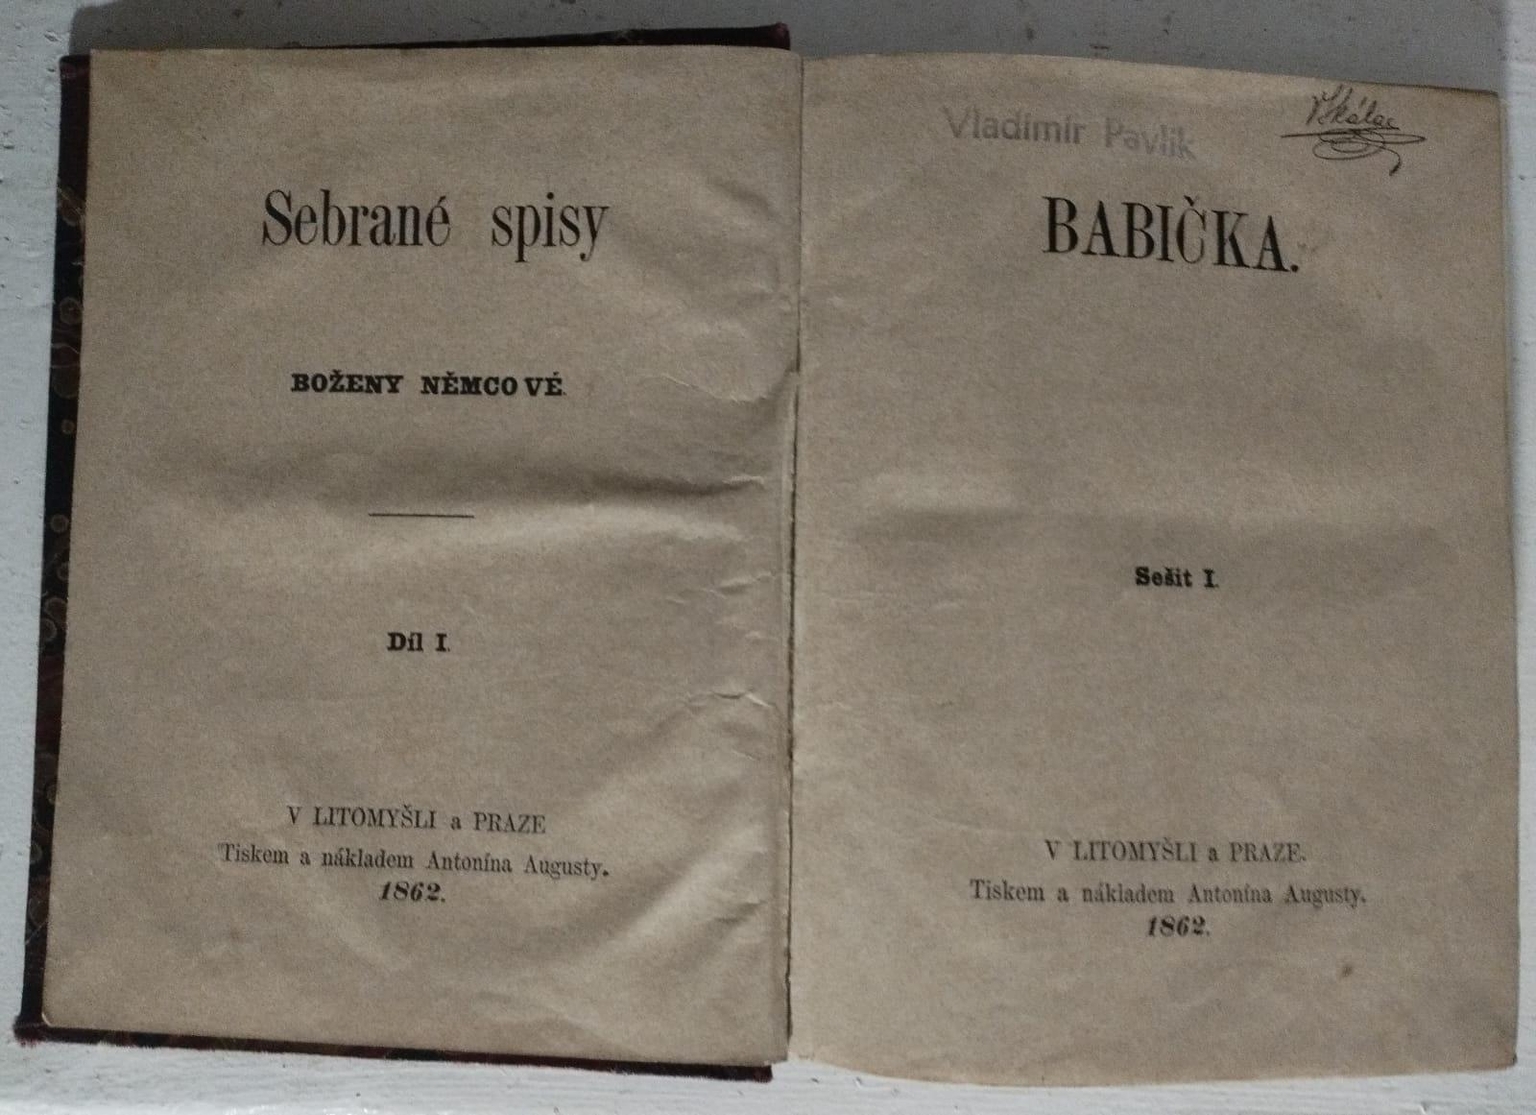 Sebrané spisy
BOŽENY NĚMCOVÉ.
Díl I.
V LITOMYŠLI a PRAZE
Tiskem a nákladem Antonína Augusty.
1862.
Vladimír Pavlík
BABIČKA.
Sešit I.
V LITOMYŠLI a PRAZE.
Tiskem a nákladem Antonína Augusty.
1862.